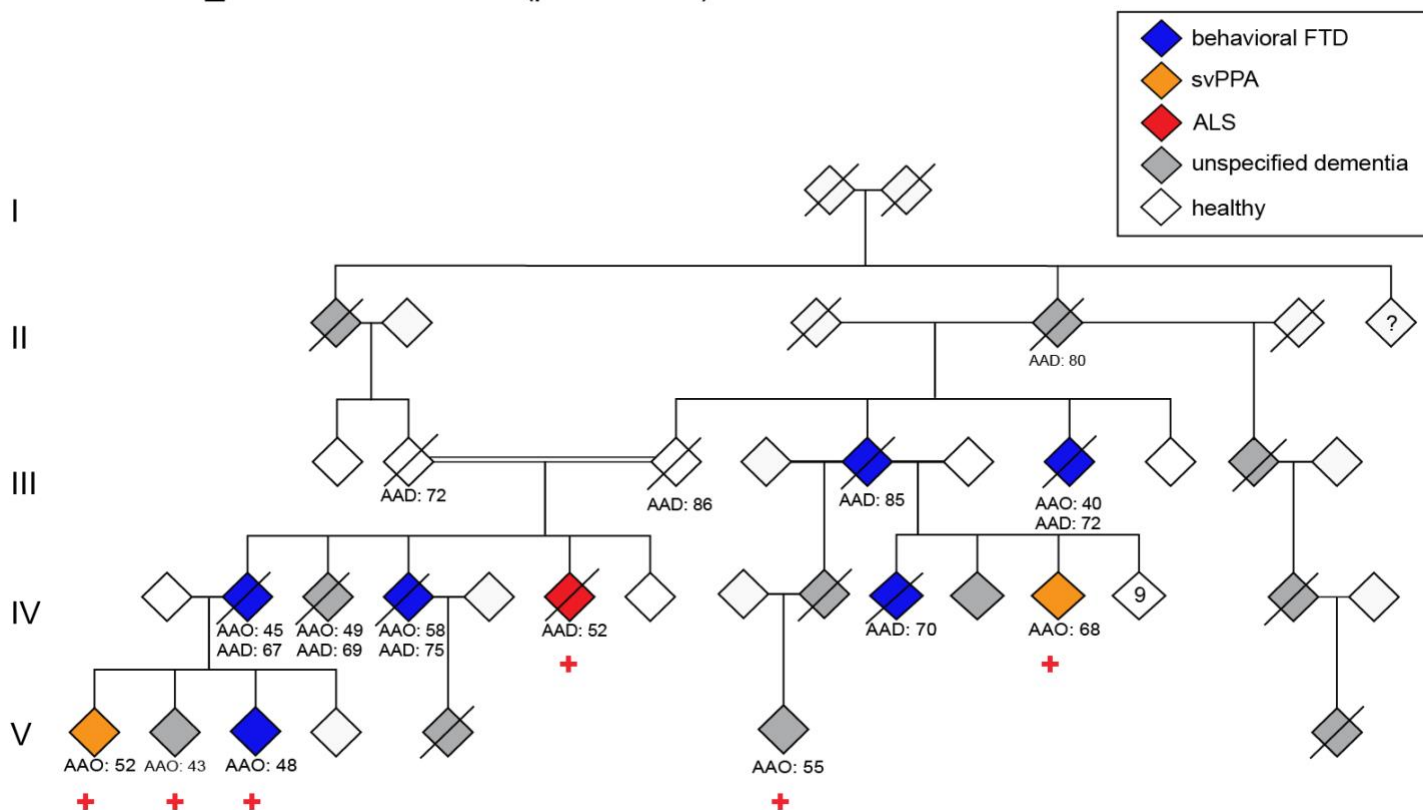 behavioral FTD
svPPA
ALS
unspecified dementia
healthy
I
II
?
AAD: 80
III
AAD: 72
AAD: 86
AAD: 85
AAO: 40
AAD: 72
IV
9
AAO: 45
AAD: 67
AAO: 49
AAD: 69
AAO: 58
AAD: 75
AAD: 52
AAD: 70
AAO: 68
+
+
V
AAO: 52
AAO: 43
AAO: 48
AAO: 55
+
+
+
+